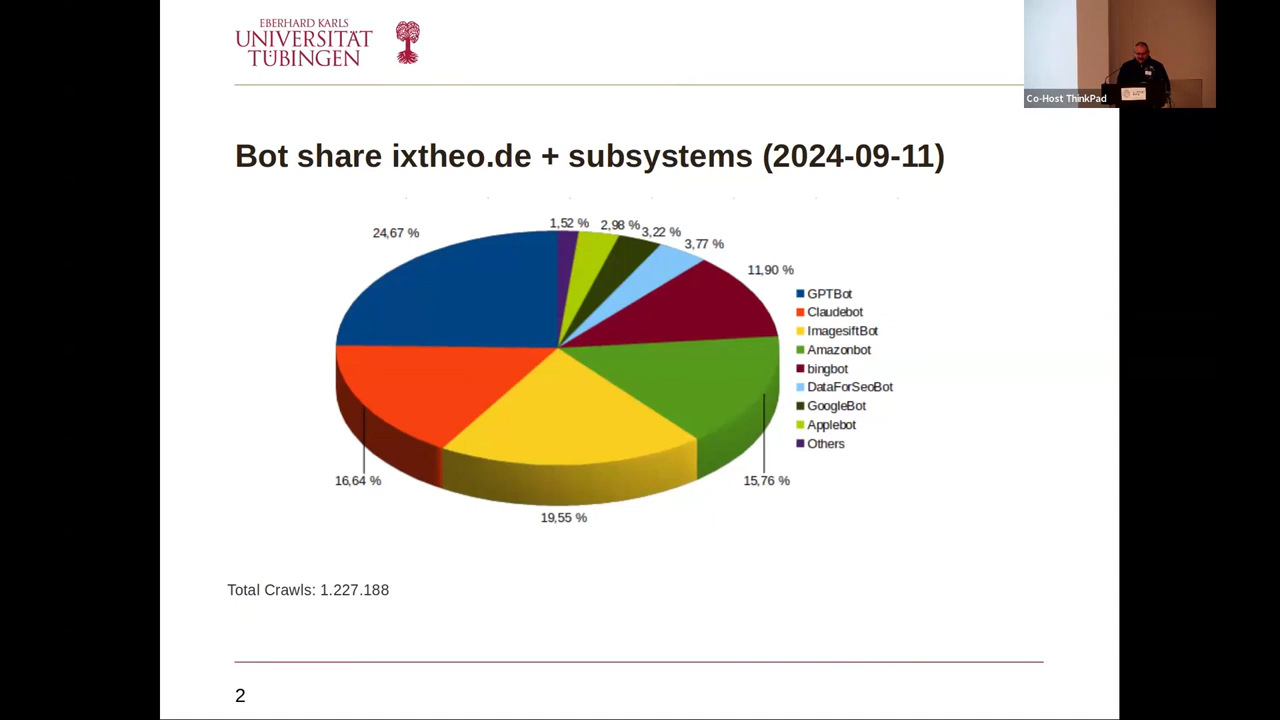 EBERHARD KARLS
UNIVERSITÄT
TÜBINGEN
Co-Host ThinkPad
Bot share ixtheo.de + subsystems (2024-09-11)
24,67 %
1,52 %
2,98 %
3,22 %
3,77 %
11,90 %
GPTBot
Claudebot
ImagesiftBot
Amazonbot
bingbot
DataForSeoBot
GoogleBot
Applebot
Others
16,64 %
15,76 %
19,55 %
Total Crawls: 1.227.188
2